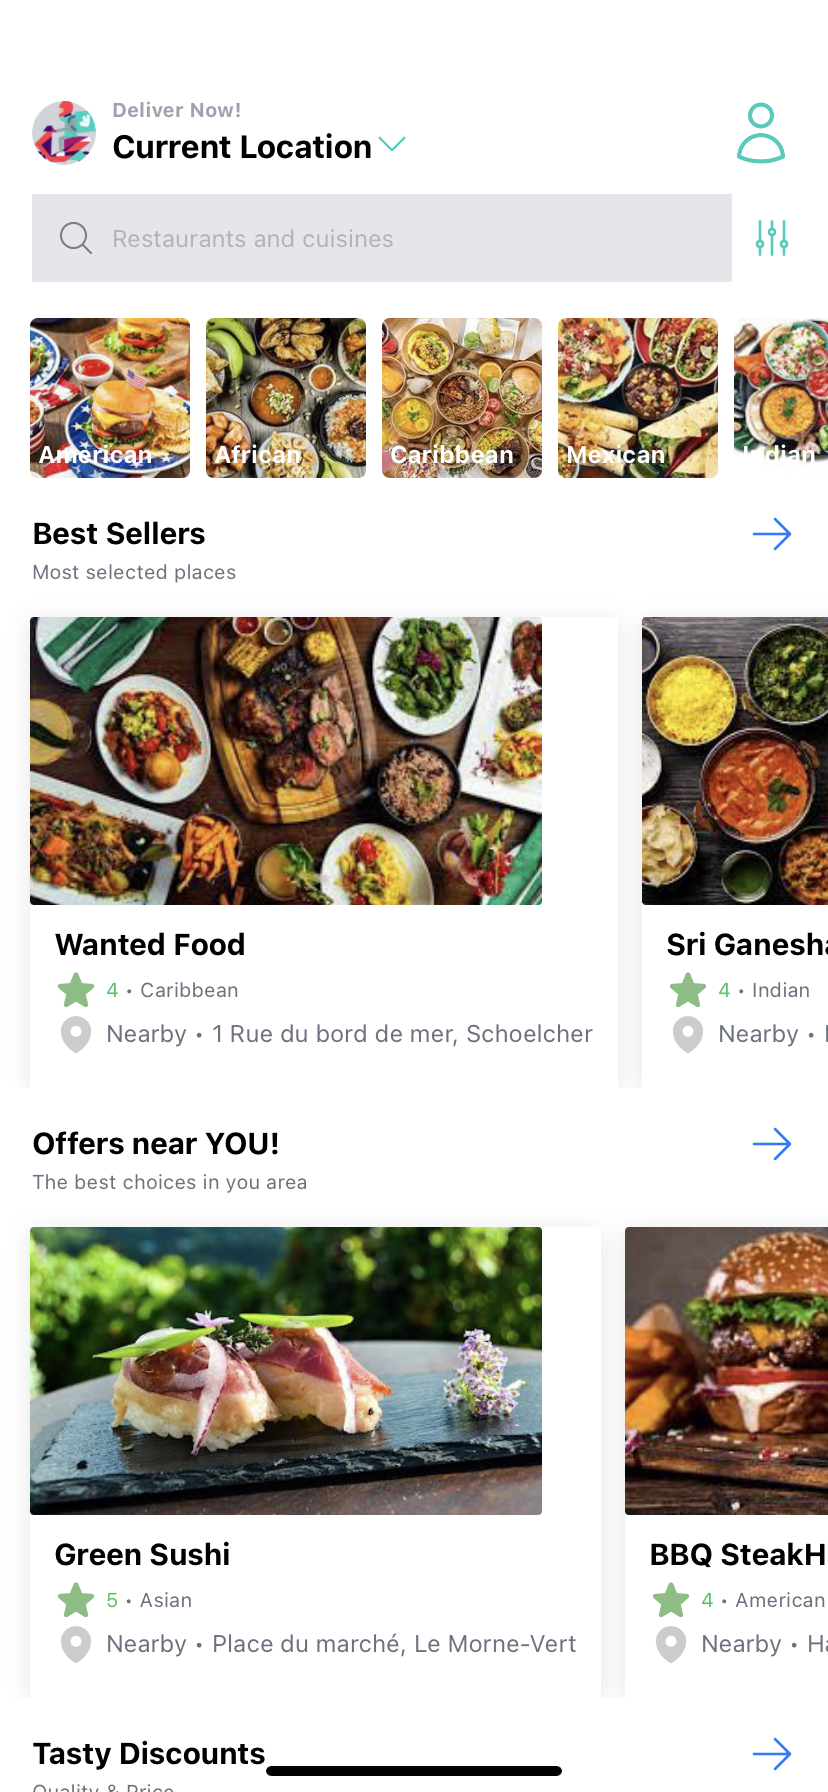 Deliver Now!
Current Location
Restaurants and cuisines
American
African
Caribbean
Mexican
Indian
Best Sellers
Most selected places
Wanted Food
4 • Caribbean
Nearby • 1 Rue du bord de mer, Schoelcher
Sri Ganesha
4 • Indian
Nearby •
Offers near YOU!
The best choices in you area
Green Sushi
5 • Asian
Nearby • Place du marché, Le Morne-Vert
BBQ SteakH
4 • American
Nearby • Ha
Tasty Discounts
Quality & Price